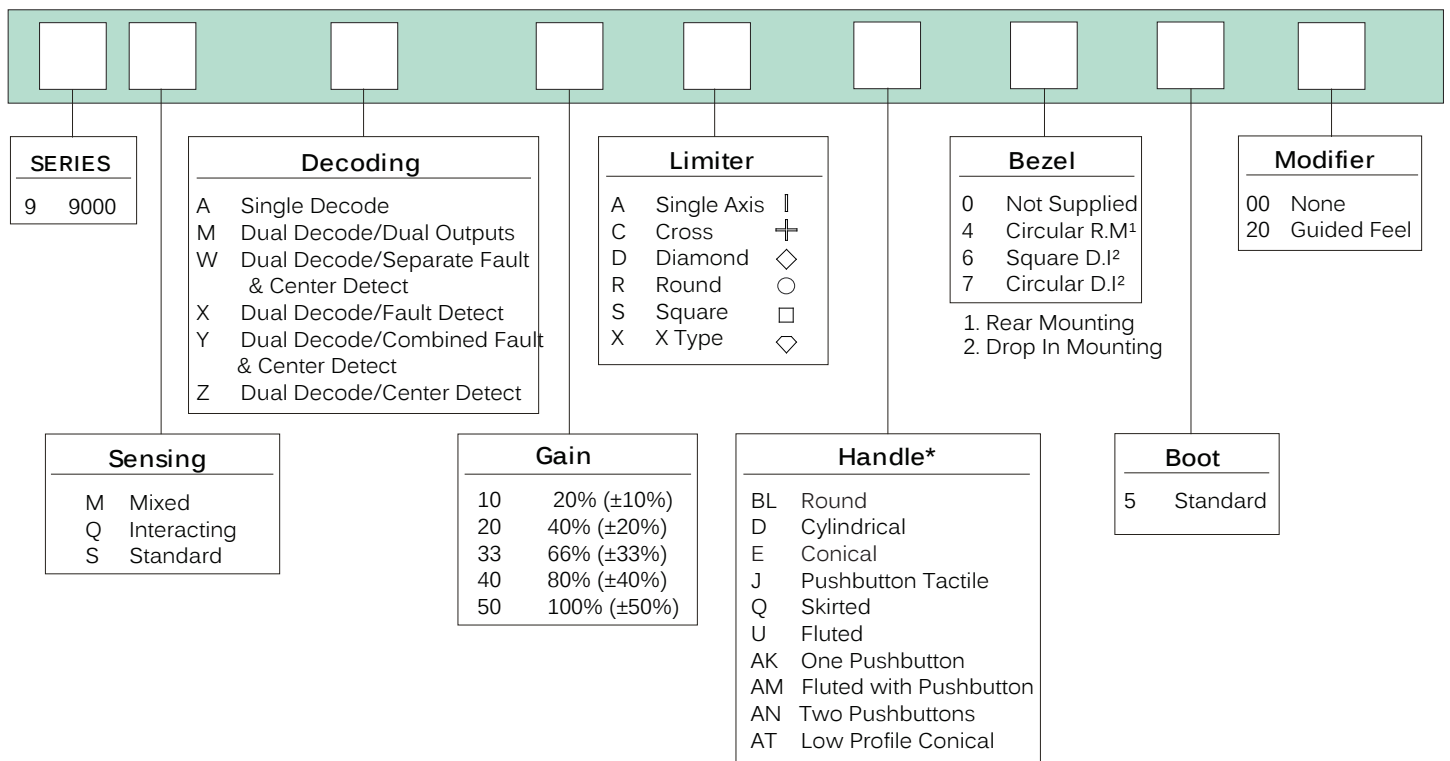 SERIES
9 9000
Decoding
A Single Decode
M Dual Decode/Dual Outputs
W Dual Decode/Separate Fault
& Center Detect
X Dual Decode/Fault Detect
Y Dual Decode/Combined Fault
& Center Detect
Z Dual Decode/Center Detect
Limiter
A Single Axis
C Cross
D Diamond
R Round
S Square
X X Type
Bezel
0 Not Supplied
4 Circular R.M¹
6 Square D.I²
7 Circular D.I²
1. Rear Mounting
2. Drop In Mounting
Modifier
00 None
20 Guided Feel
Sensing
M Mixed
Q Interacting
S Standard
Gain
10 20% (±10%)
20 40% (±20%)
33 66% (±33%)
40 80% (±40%)
50 100% (±50%)
Handle*
BL Round
D Cylindrical
E Conical
J Pushbutton Tactile
Q Skirted
U Fluted
AK One Pushbutton
AM Fluted with Pushbutton
AN Two Pushbuttons
AT Low Profile Conical
Boot
5 Standard